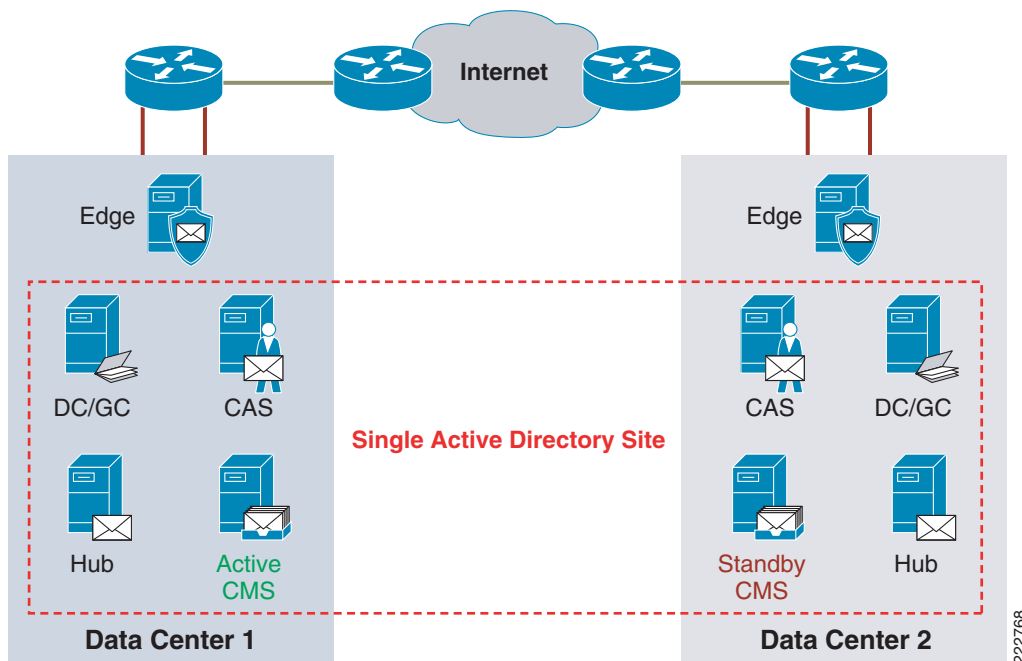 Internet
Edge
Edge
DC/GC
CAS
CAS
DC/GC
Single Active Directory Site
Hub
Active
CMS
Standby
CMS
Hub
Data Center 1
Data Center 2
222768